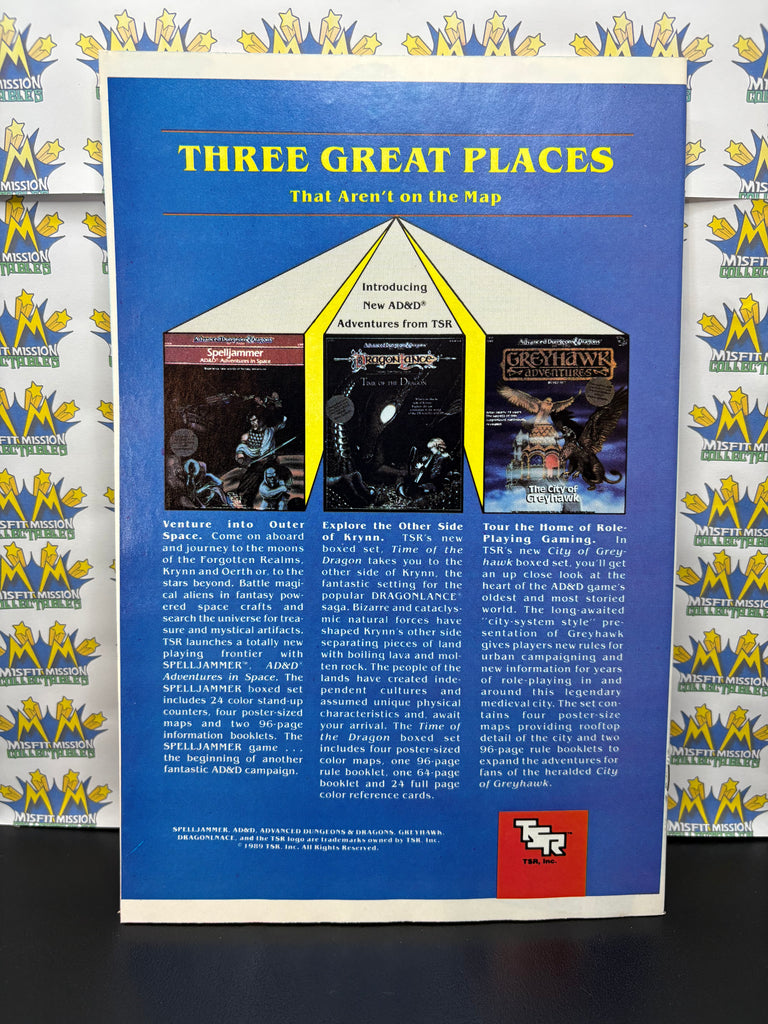 THREE GREAT PLACES
That Aren't on the Map
Introducing
New AD&D®
Adventures from TSR
Advanced Dungeons & Dragons
Spelljammer
AD&D® Adventures in Space
Advanced Dungeons & Dragons
DragonLance
Time of the Dragon
Advanced Dungeons & Dragons
GREYHAWK
ADVENTURES
The City of
Greyhawk
Venture into Outer
Space. Come on aboard
and journey to the moons
of the Forgotten Realms,
Krynn and Oerth or, to the
stars beyond. Battle magi-
cal aliens in fantasy pow-
ered space crafts and
search the universe for trea-
sure and mystical artifacts.
TSR launches a totally new
playing frontier with
SPELLJAMMER™, AD&D®
Adventures in Space. The
SPELLJAMMER boxed set
includes 24 color stand-up
counters, four poster-sized
maps and two 96-page
information booklets. The
SPELLJAMMER game . . .
the beginning of another
fantastic AD&D campaign.
Explore the Other Side
of Krynn. TSR's new
boxed set, Time of the
Dragon takes you to the
other side of Krynn, the
fantastic setting for the
popular DRAGONLANCE®
saga. Bizarre and cataclys-
mic natural forces have
shaped Krynn's other side
separating pieces of land
with boiling lava and mol-
ten rock. The people of the
lands have created inde-
pendent cultures and
assumed unique physical
characteristics and, await
your arrival. The Time of
the Dragon boxed set
includes four poster-sized
color maps, one 96-page
rule booklet, one 64-page
booklet and 24 full page
color reference cards.
Tour the Home of Role-
Playing Gaming. In
TSR's new City of Grey-
hawk boxed set, you'll get
an up close look at the
heart of the AD&D game's
oldest and most storied
world. The long-awaited
"city-system style" pre-
sentation of Greyhawk
gives players new rules for
urban campaigning and
new information for years
of role-playing in and
around this legendary
medieval city. The set con-
tains four poster-size
maps providing rooftop
detail of the city and two
96-page rule booklets to
expand the adventures for
fans of the heralded City
of Greyhawk.
SPELLJAMMER, AD&D, ADVANCED DUNGEONS & DRAGONS, GREYHAWK,
DRAGONLNACE, and the TSR logo are trademarks owned by TSR, Inc.
©1989 TSR, Inc. All Rights Reserved.
TSR™
TSR, Inc.
MISFIT MISSION
COLLECTABLES